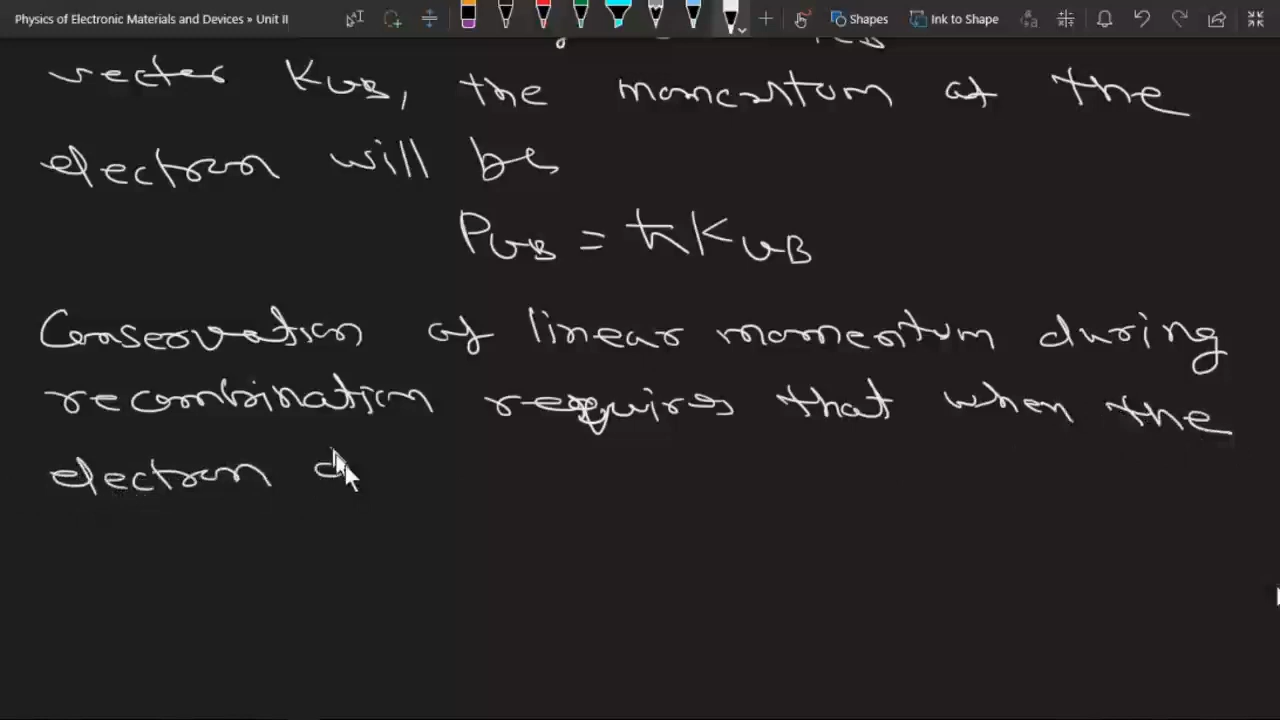 Physics of Electronic Materials and Devices » Unit II
Shapes
Ink to Shape
vector KVB, the momentum of the
electron will be
PVB = ħKVB
Conservation of linear momentum during
recombination requires that when the
electron